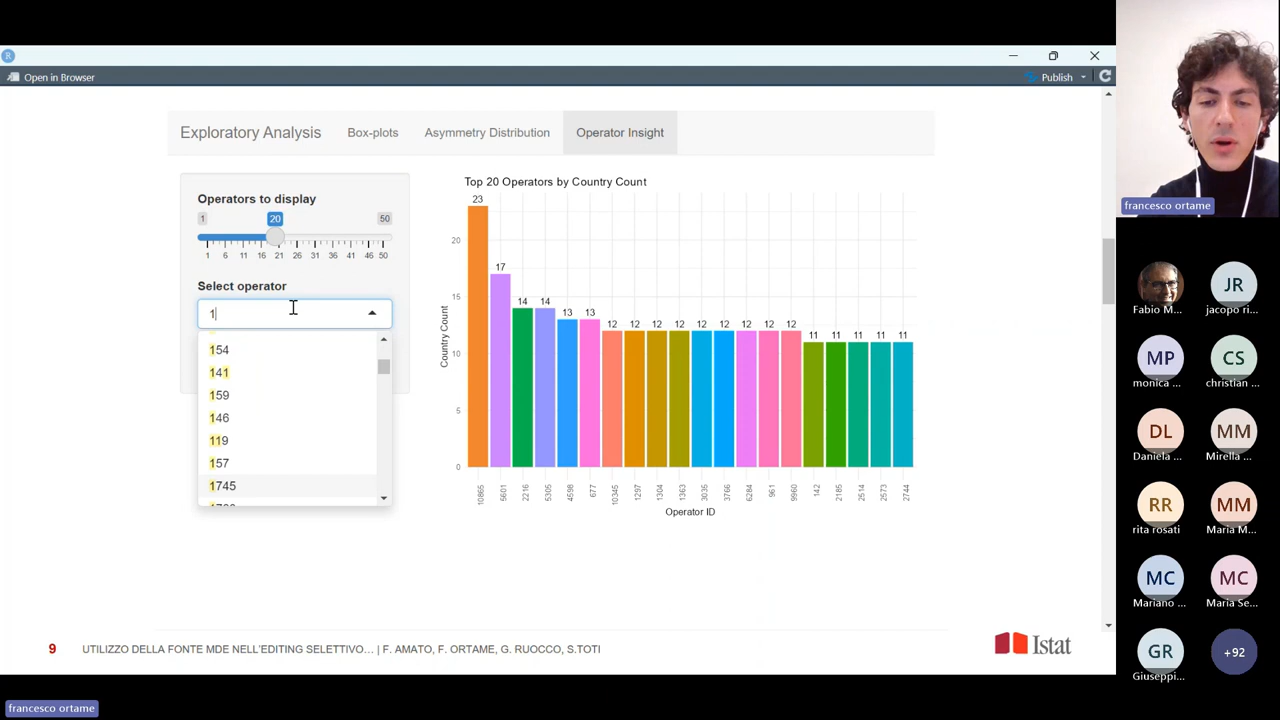 Open in Browser
Publish
Exploratory Analysis
Box-plots
Asymmetry Distribution
Operator Insight
Operators to display
1
20
50
1 6 11 16 21 26 31 36 41 46 50
Select operator
1
154
141
159
146
119
157
1745
Top 20 Operators by Country Count
23
17
14
14
13
13
12
12
12
12
12
12
12
12
12
11
11
11
11
11
20
15
10
5
0
Country Count
10865
5601
2216
5305
4598
677
10345
1297
1304
1363
3035
3766
6284
961
9960
142
2185
2514
2573
2744
Operator ID
9
UTILIZZO DELLA FONTE MDE NELL'EDITING SELETTIVO... | F. AMATO, F. ORTAME, G. RUOCCO, S.TOTI
Istat
francesco ortame
Fabio M...
JR
jacopo ri...
MP
monica ...
CS
christian ...
DL
Daniela ...
MM
Mirella ...
RR
rita rosati
MM
Maria M...
MC
Mariano ...
MC
Maria Se...
GR
Giuseppi...
+92
francesco ortame